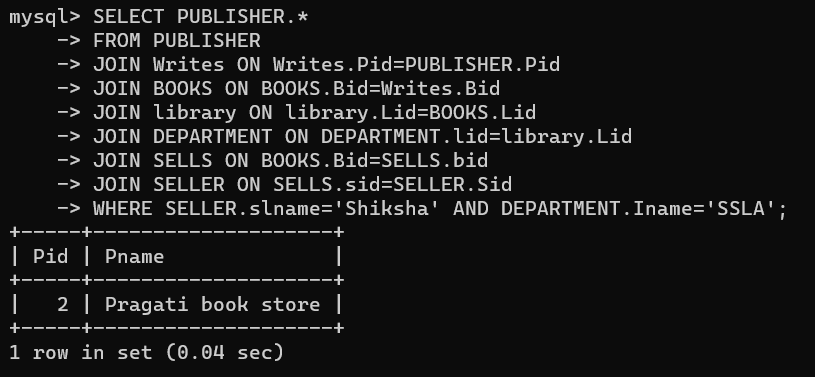 mysql> SELECT PUBLISHER.*
    -> FROM PUBLISHER
    -> JOIN Writes ON Writes.Pid=PUBLISHER.Pid
    -> JOIN BOOKS ON BOOKS.Bid=Writes.Bid
    -> JOIN library ON library.Lid=BOOKS.Lid
    -> JOIN DEPARTMENT ON DEPARTMENT.lid=library.Lid
    -> JOIN SELLS ON BOOKS.Bid=SELLS.bid
    -> JOIN SELLER ON SELLS.sid=SELLER.Sid
    -> WHERE SELLER.slname='Shiksha' AND DEPARTMENT.Iname='SSLA';
+-----+--------------------+
| Pid | Pname              |
+-----+--------------------+
|   2 | Pragati book store |
+-----+--------------------+
1 row in set (0.04 sec)